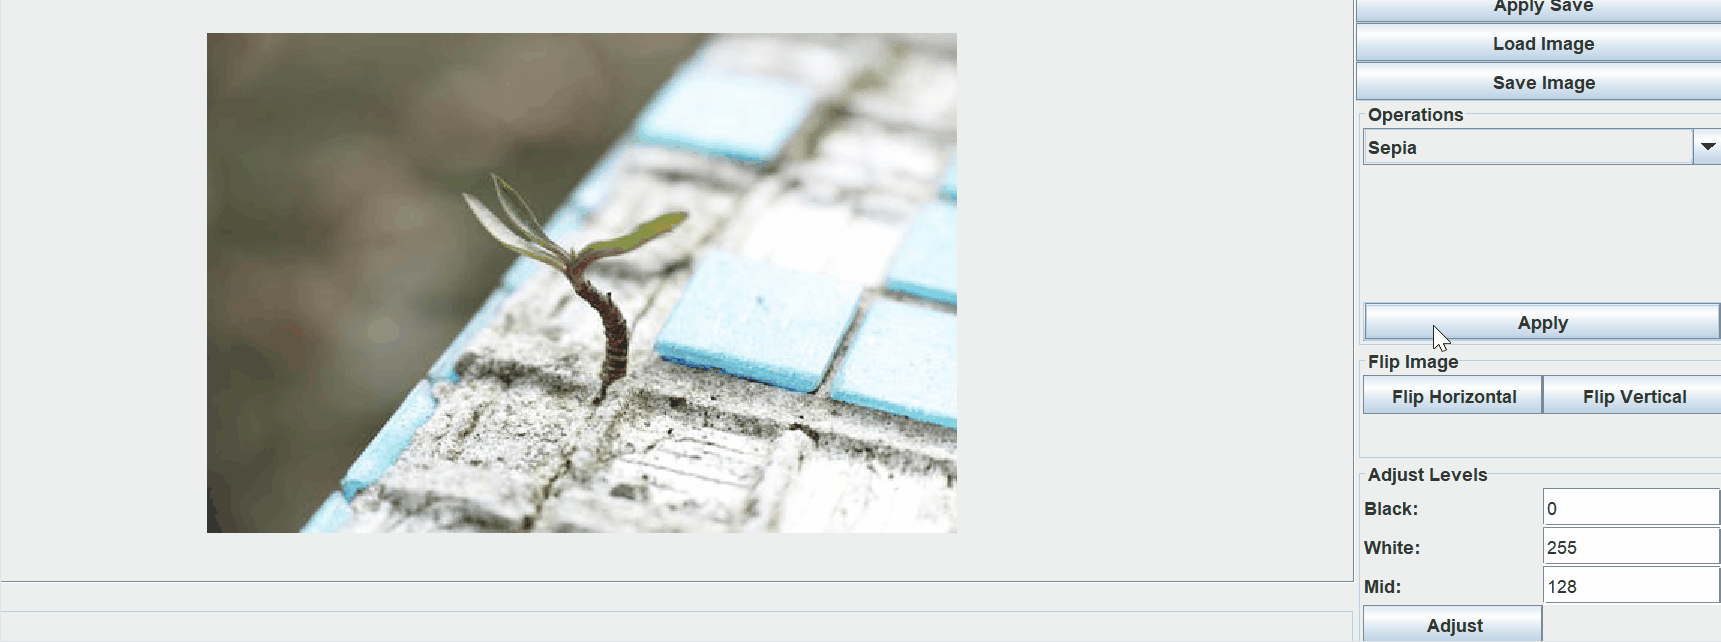 Apply Save
Load Image
Save Image
Operations
Sepia
Apply
Flip Image
Flip Horizontal Flip Vertical
Adjust Levels
Black: 0
White: 255
Mid: 128
Adjust